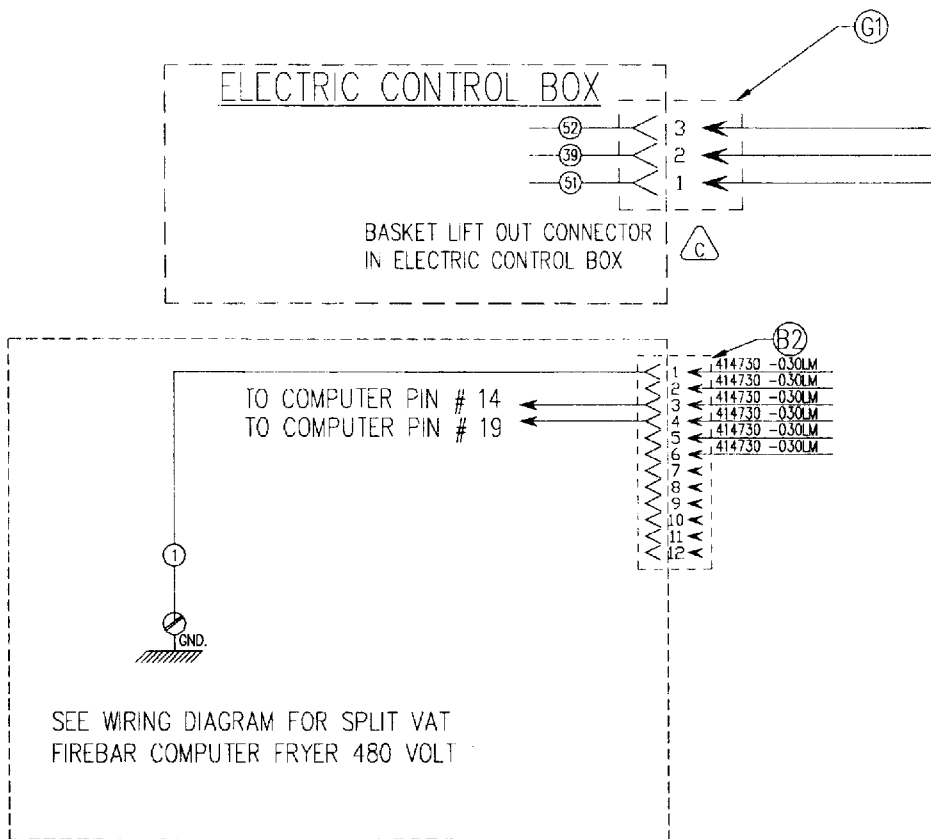 G1
ELECTRIC CONTROL BOX
52 3
39 2
51 1
BASKET LIFT OUT CONNECTOR
IN ELECTRIC CONTROL BOX
C
B2
1 414730 -030LM
2 414730 -030LM
TO COMPUTER PIN # 14 3 414730 -030LM
TO COMPUTER PIN # 19 4 414730 -030LM
5 414730 -030LM
6 414730 -030LM
7
8
9
10
11
12
1
GND.
SEE WIRING DIAGRAM FOR SPLIT VAT
FIREBAR COMPUTER FRYER 480 VOLT